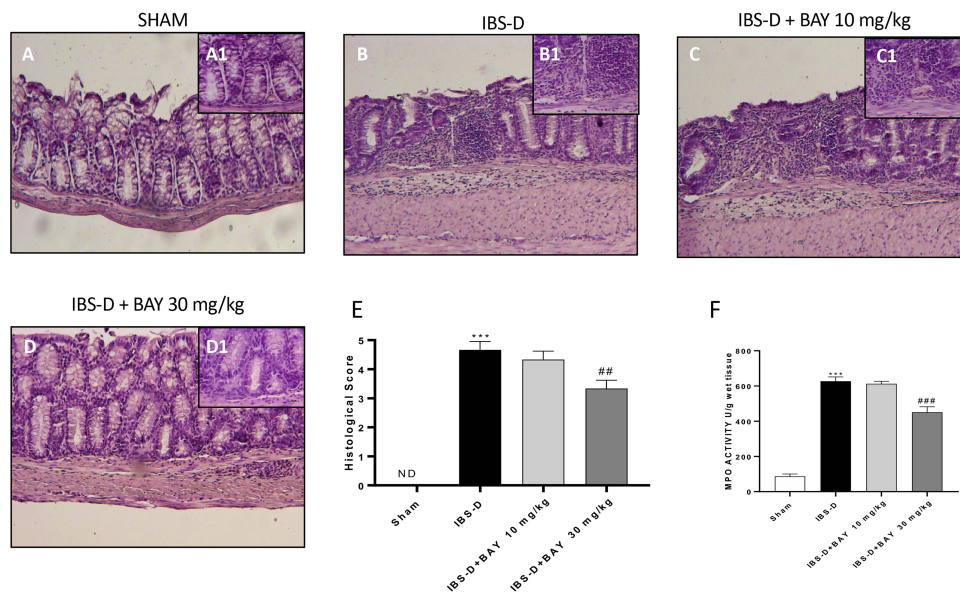 SHAM
IBS-D
IBS-D + BAY 10 mg/kg
A
A1
B
B1
C
C1
IBS-D + BAY 30 mg/kg
D
D1
E
Histological Score
5
4
3
2
1
0
ND
***
##
Sham
IBS-D
IBS-D+BAY 10 mg/kg
IBS-D+BAY 30 mg/kg
F
MPO ACTIVITY U/g wet tissue
800
600
400
200
0
***
###
Sham
IBS-D
IBS-D+BAY 10 mg/kg
IBS-D+BAY 30 mg/kg